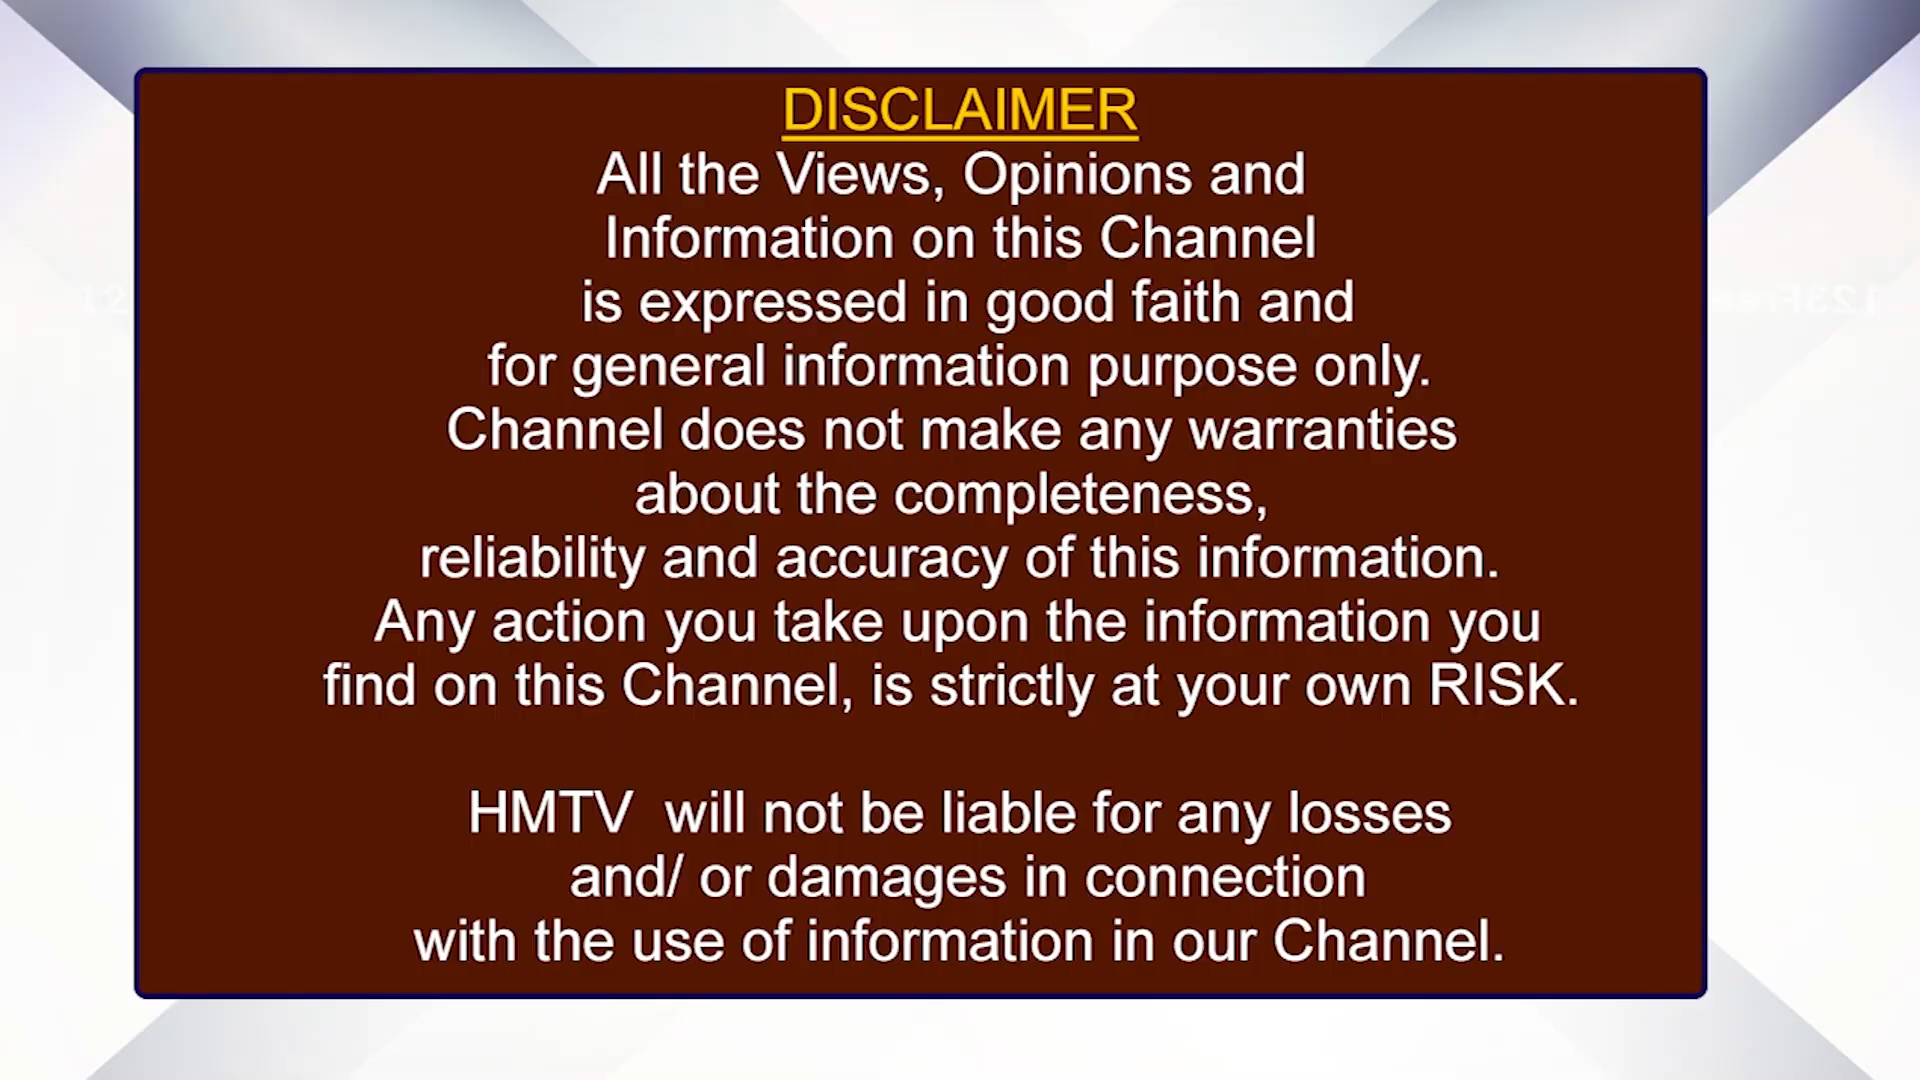 DISCLAIMER
All the Views, Opinions and
Information on this Channel
is expressed in good faith and
for general information purpose only.
Channel does not make any warranties
about the completeness,
reliability and accuracy of this information.
Any action you take upon the information you
find on this Channel, is strictly at your own RISK.
HMTV will not be liable for any losses
and/ or damages in connection
with the use of information in our Channel.